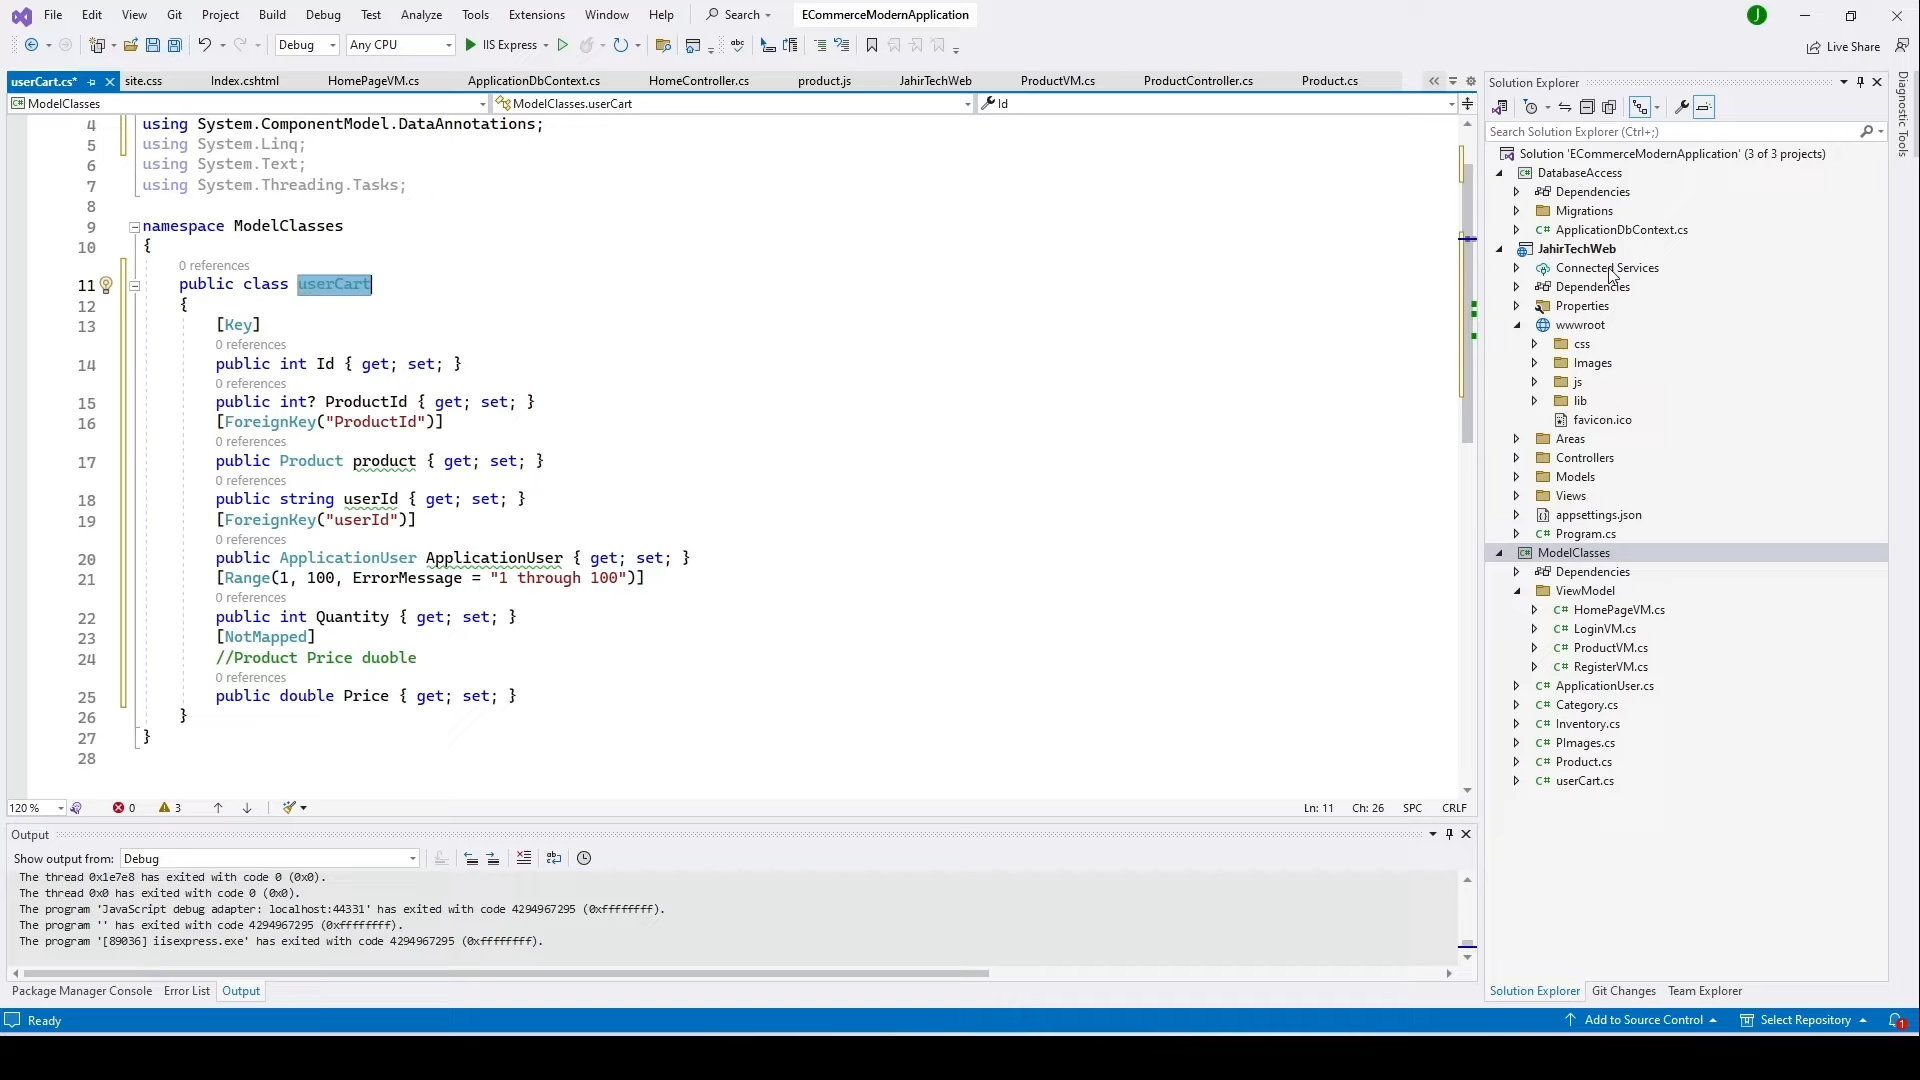 File Edit View Git Project Build Debug Test Analyze Tools Extensions Window Help Search ECommerceModernApplication J
Debug Any CPU IIS Express Live Share
userCart.cs* site.css Index.cshtml HomePageVM.cs ApplicationDbContext.cs HomeController.cs product.js JahirTechWeb ProductVM.cs ProductController.cs Product.cs
ModelClasses ModelClasses.userCart Id
4 using System.ComponentModel.DataAnnotations;
5 using System.Linq;
6 using System.Text;
7 using System.Threading.Tasks;
8
9 namespace ModelClasses
10 {
0 references
11 public class userCart
12 {
13 [Key]
0 references
14 public int Id { get; set; }
0 references
15 public int? ProductId { get; set; }
16 [ForeignKey("ProductId")]
0 references
17 public Product product { get; set; }
0 references
18 public string userId { get; set; }
19 [ForeignKey("userId")]
0 references
20 public ApplicationUser ApplicationUser { get; set; }
21 [Range(1, 100, ErrorMessage = "1 through 100")]
0 references
22 public int Quantity { get; set; }
23 [NotMapped]
24 //Product Price duoble
0 references
25 public double Price { get; set; }
26 }
27 }
28
120 % 0 3 Ln: 11 Ch: 26 SPC CRLF
Output
Show output from: Debug
The thread 0x1e7e8 has exited with code 0 (0x0).
The thread 0x0 has exited with code 0 (0x0).
The program 'JavaScript debug adapter: localhost:44331' has exited with code 4294967295 (0xffffffff).
The program '' has exited with code 4294967295 (0xffffffff).
The program '[89036] iisexpress.exe' has exited with code 4294967295 (0xffffffff).
Package Manager Console Error List Output
Ready
Solution Explorer
Search Solution Explorer (Ctrl+;)
Solution 'ECommerceModernApplication' (3 of 3 projects)
DatabaseAccess
Dependencies
Migrations
C# ApplicationDbContext.cs
JahirTechWeb
Connected Services
Dependencies
Properties
wwwroot
css
Images
js
lib
favicon.ico
Areas
Controllers
Models
Views
appsettings.json
C# Program.cs
C# ModelClasses
Dependencies
ViewModel
C# HomePageVM.cs
C# LoginVM.cs
C# ProductVM.cs
C# RegisterVM.cs
C# ApplicationUser.cs
C# Category.cs
C# Inventory.cs
C# PImages.cs
C# Product.cs
C# userCart.cs
Solution Explorer Git Changes Team Explorer
Add to Source Control Select Repository 1
Diagnostic Tools